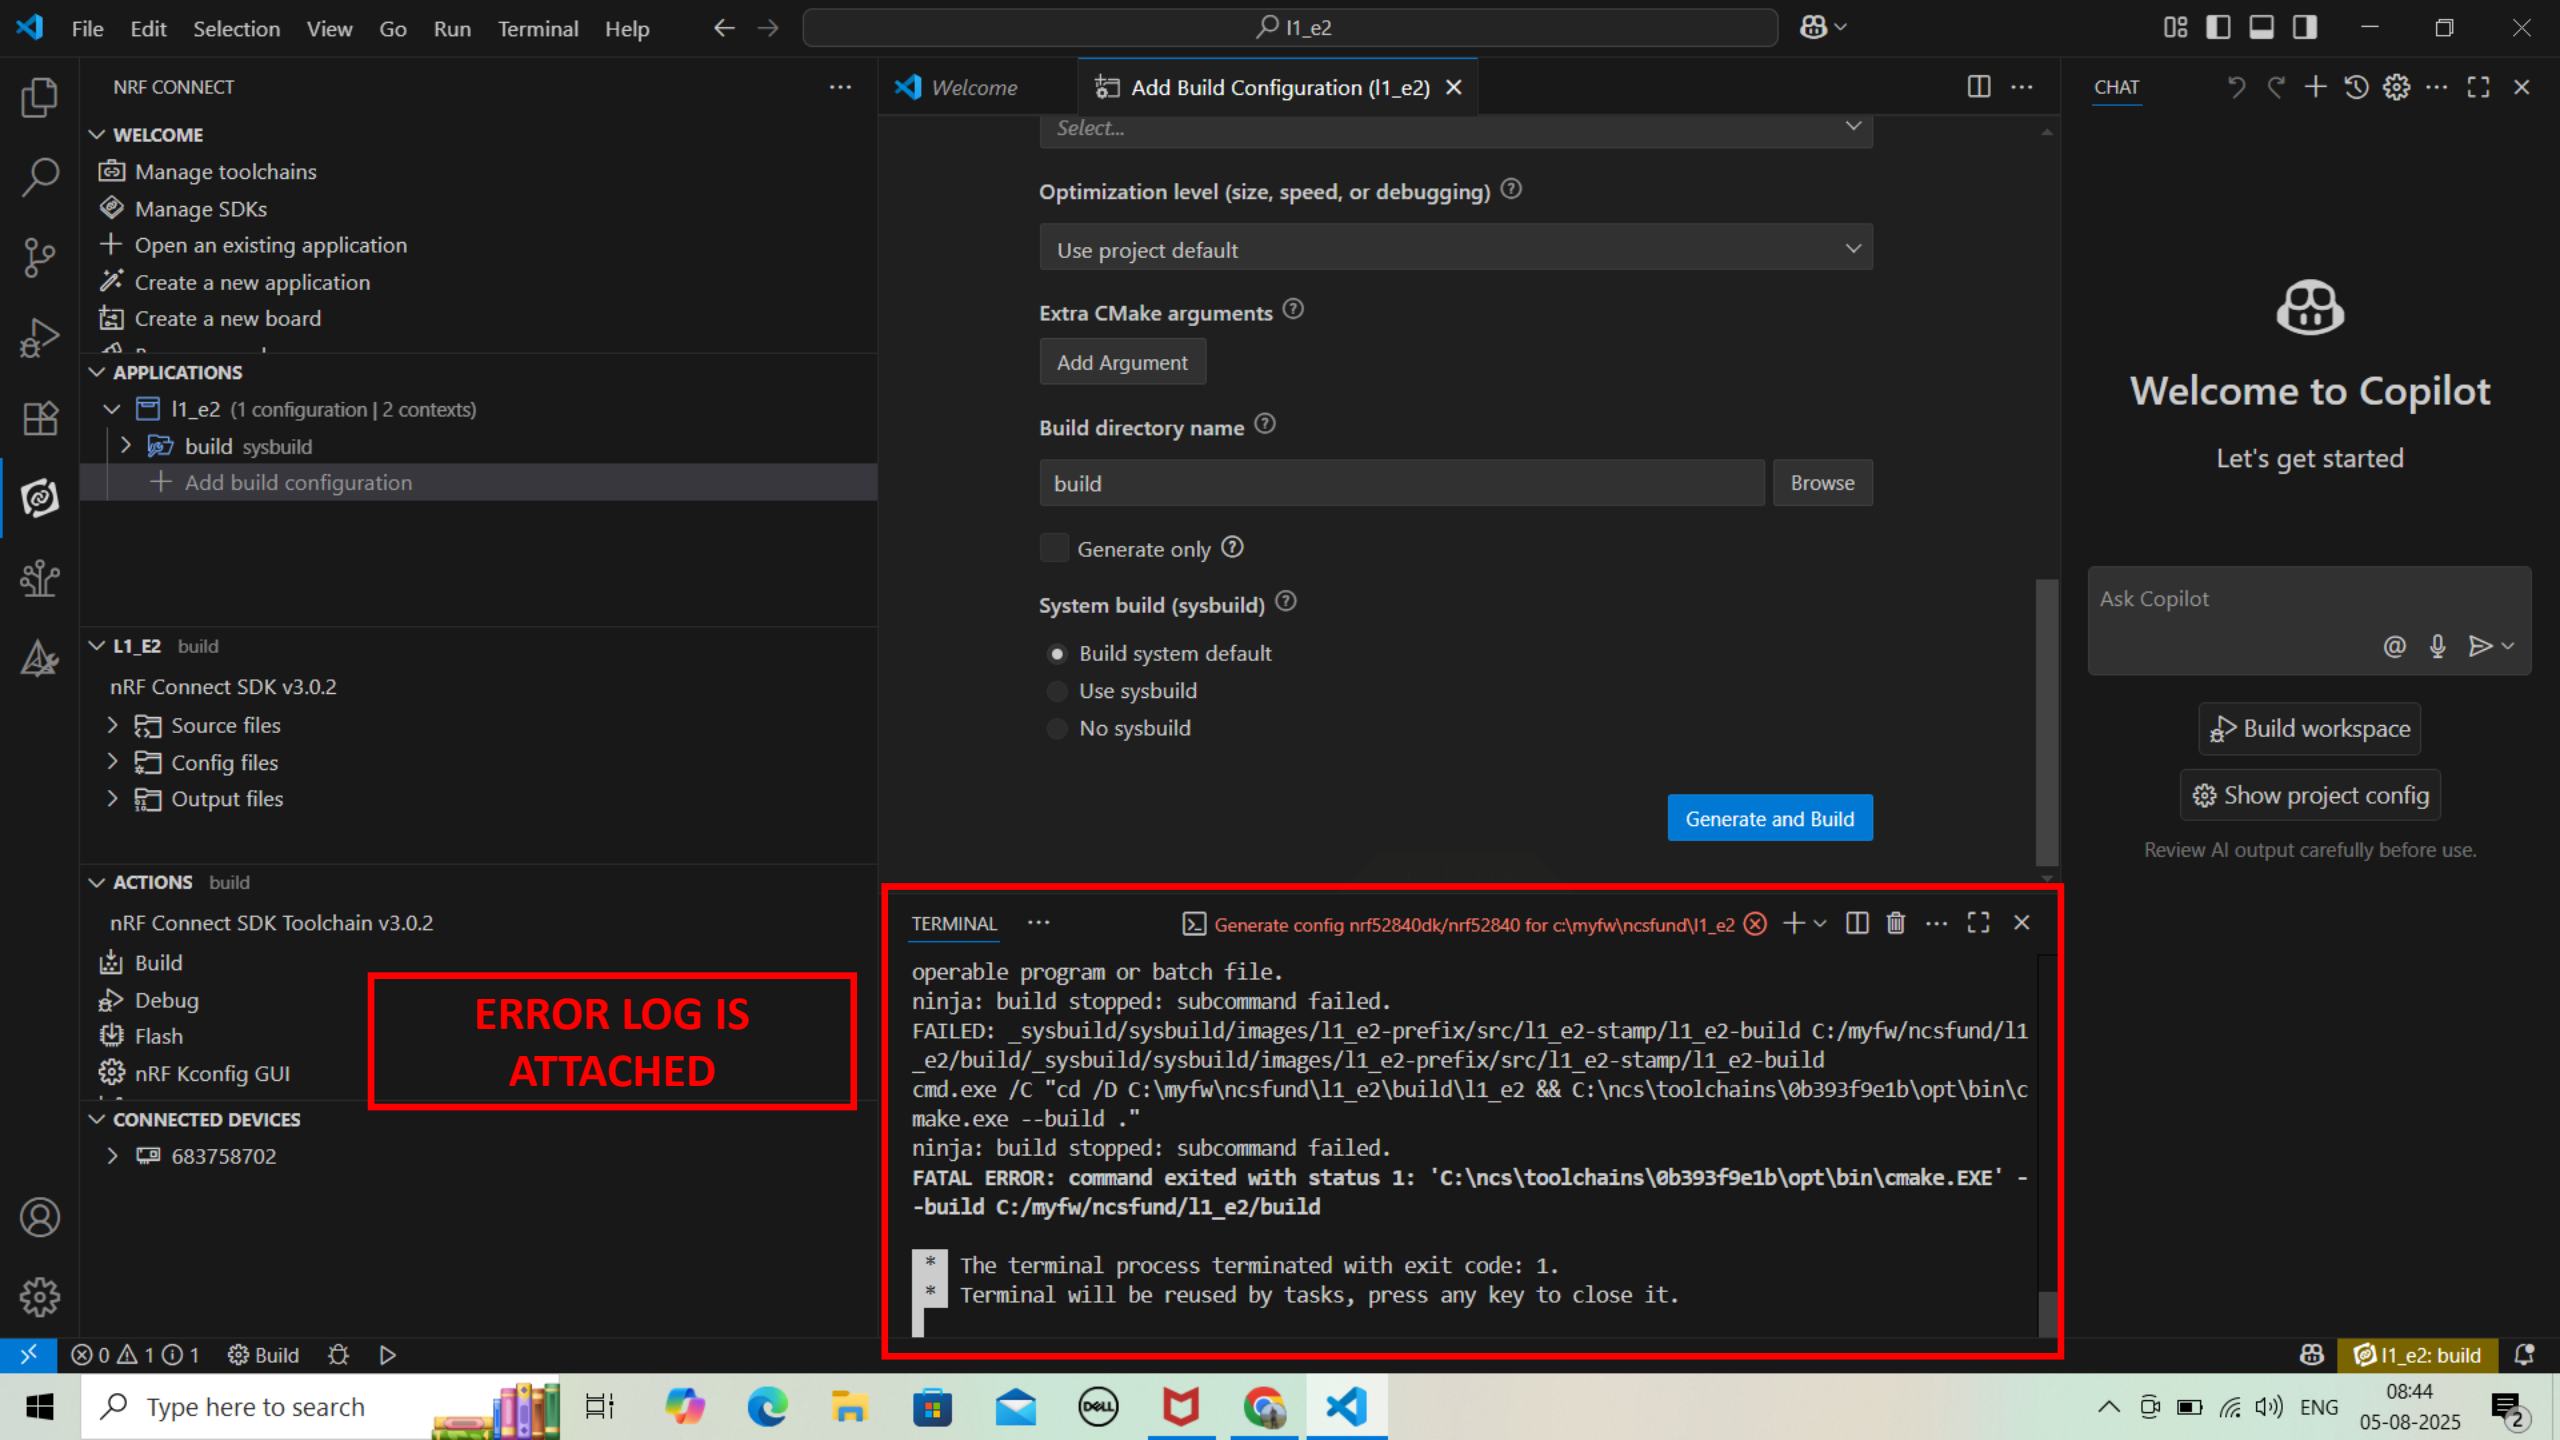 File Edit Selection View Go Run Terminal Help
l1_e2
NRF CONNECT
WELCOME
Manage toolchains
Manage SDKs
Open an existing application
Create a new application
Create a new board
APPLICATIONS
l1_e2 (1 configuration | 2 contexts)
build sysbuild
Add build configuration
L1_E2 build
nRF Connect SDK v3.0.2
Source files
Config files
Output files
ACTIONS build
nRF Connect SDK Toolchain v3.0.2
Build
Debug
Flash
nRF Kconfig GUI
ERROR LOG IS
ATTACHED
CONNECTED DEVICES
683758702
Welcome
Add Build Configuration (l1_e2)
Select...
Optimization level (size, speed, or debugging)
Use project default
Extra CMake arguments
Add Argument
Build directory name
build
Browse
Generate only
System build (sysbuild)
Build system default
Use sysbuild
No sysbuild
Generate and Build
TERMINAL
Generate config nrf52840dk/nrf52840 for c:\myfw\ncsfund\l1_e2
operable program or batch file.
ninja: build stopped: subcommand failed.
FAILED: _sysbuild/sysbuild/images/l1_e2-prefix/src/l1_e2-stamp/l1_e2-build C:/myfw/ncsfund/l1
_e2/build/_sysbuild/sysbuild/images/l1_e2-prefix/src/l1_e2-stamp/l1_e2-build
cmd.exe /C "cd /D C:\myfw\ncsfund\l1_e2\build\l1_e2 && C:\ncs\toolchains\0b393f9e1b\opt\bin\c
make.exe --build ."
ninja: build stopped: subcommand failed.
FATAL ERROR: command exited with status 1: 'C:\ncs\toolchains\0b393f9e1b\opt\bin\cmake.EXE' -
-build C:/myfw/ncsfund/l1_e2/build
* The terminal process terminated with exit code: 1.
* Terminal will be reused by tasks, press any key to close it.
CHAT
Welcome to Copilot
Let's get started
Ask Copilot
Build workspace
Show project config
Review AI output carefully before use.
0 1 1 Build
l1_e2: build
Type here to search
DELL
ENG
08:44
05-08-2025
2